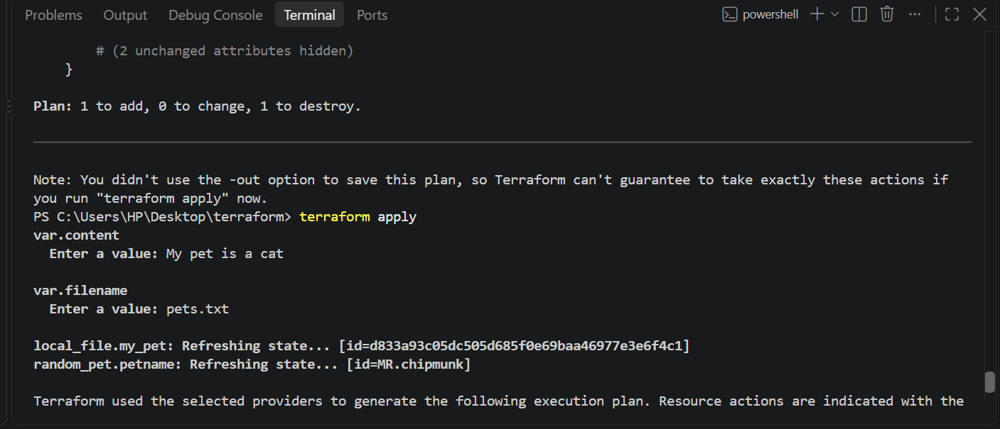 Problems Output Debug Console Terminal Ports powershell
# (2 unchanged attributes hidden)
}
Plan: 1 to add, 0 to change, 1 to destroy.
Note: You didn't use the -out option to save this plan, so Terraform can't guarantee to take exactly these actions if
you run "terraform apply" now.
PS C:\Users\HP\Desktop\terraform> terraform apply
var.content
Enter a value: My pet is a cat
var.filename
Enter a value: pets.txt
local_file.my_pet: Refreshing state... [id=d833a93c05dc505d685f0e69baa46977e3e6f4c1]
random_pet.petname: Refreshing state... [id=MR.chipmunk]
Terraform used the selected providers to generate the following execution plan. Resource actions are indicated with the